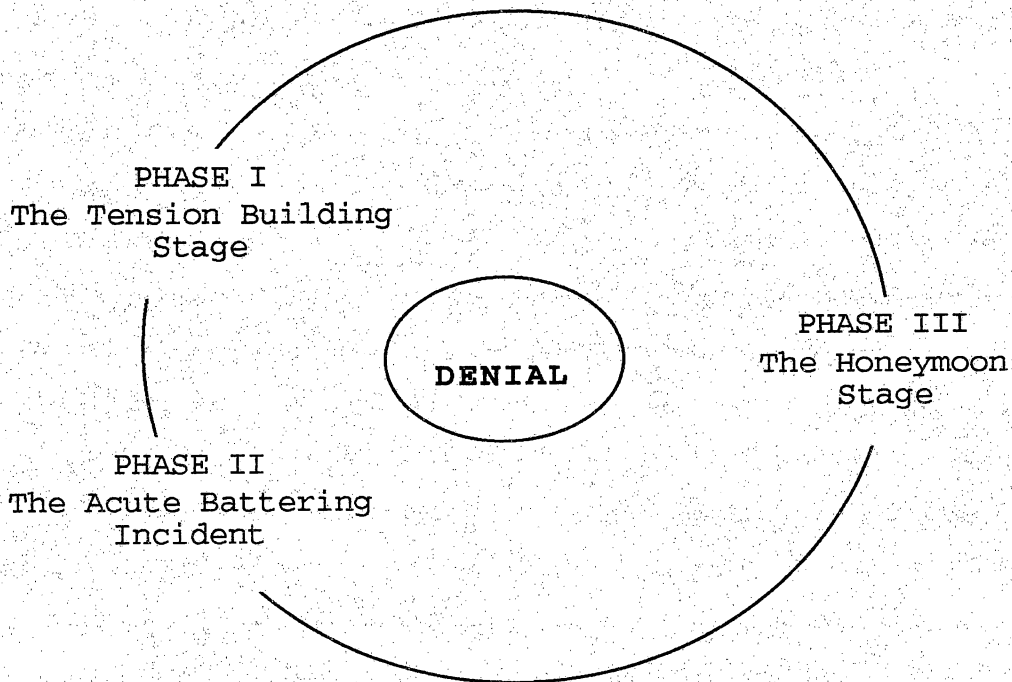 PHASE I
The Tension Building
Stage
PHASE II
The Acute Battering
Incident
DENIAL
PHASE III
The Honeymoon
Stage